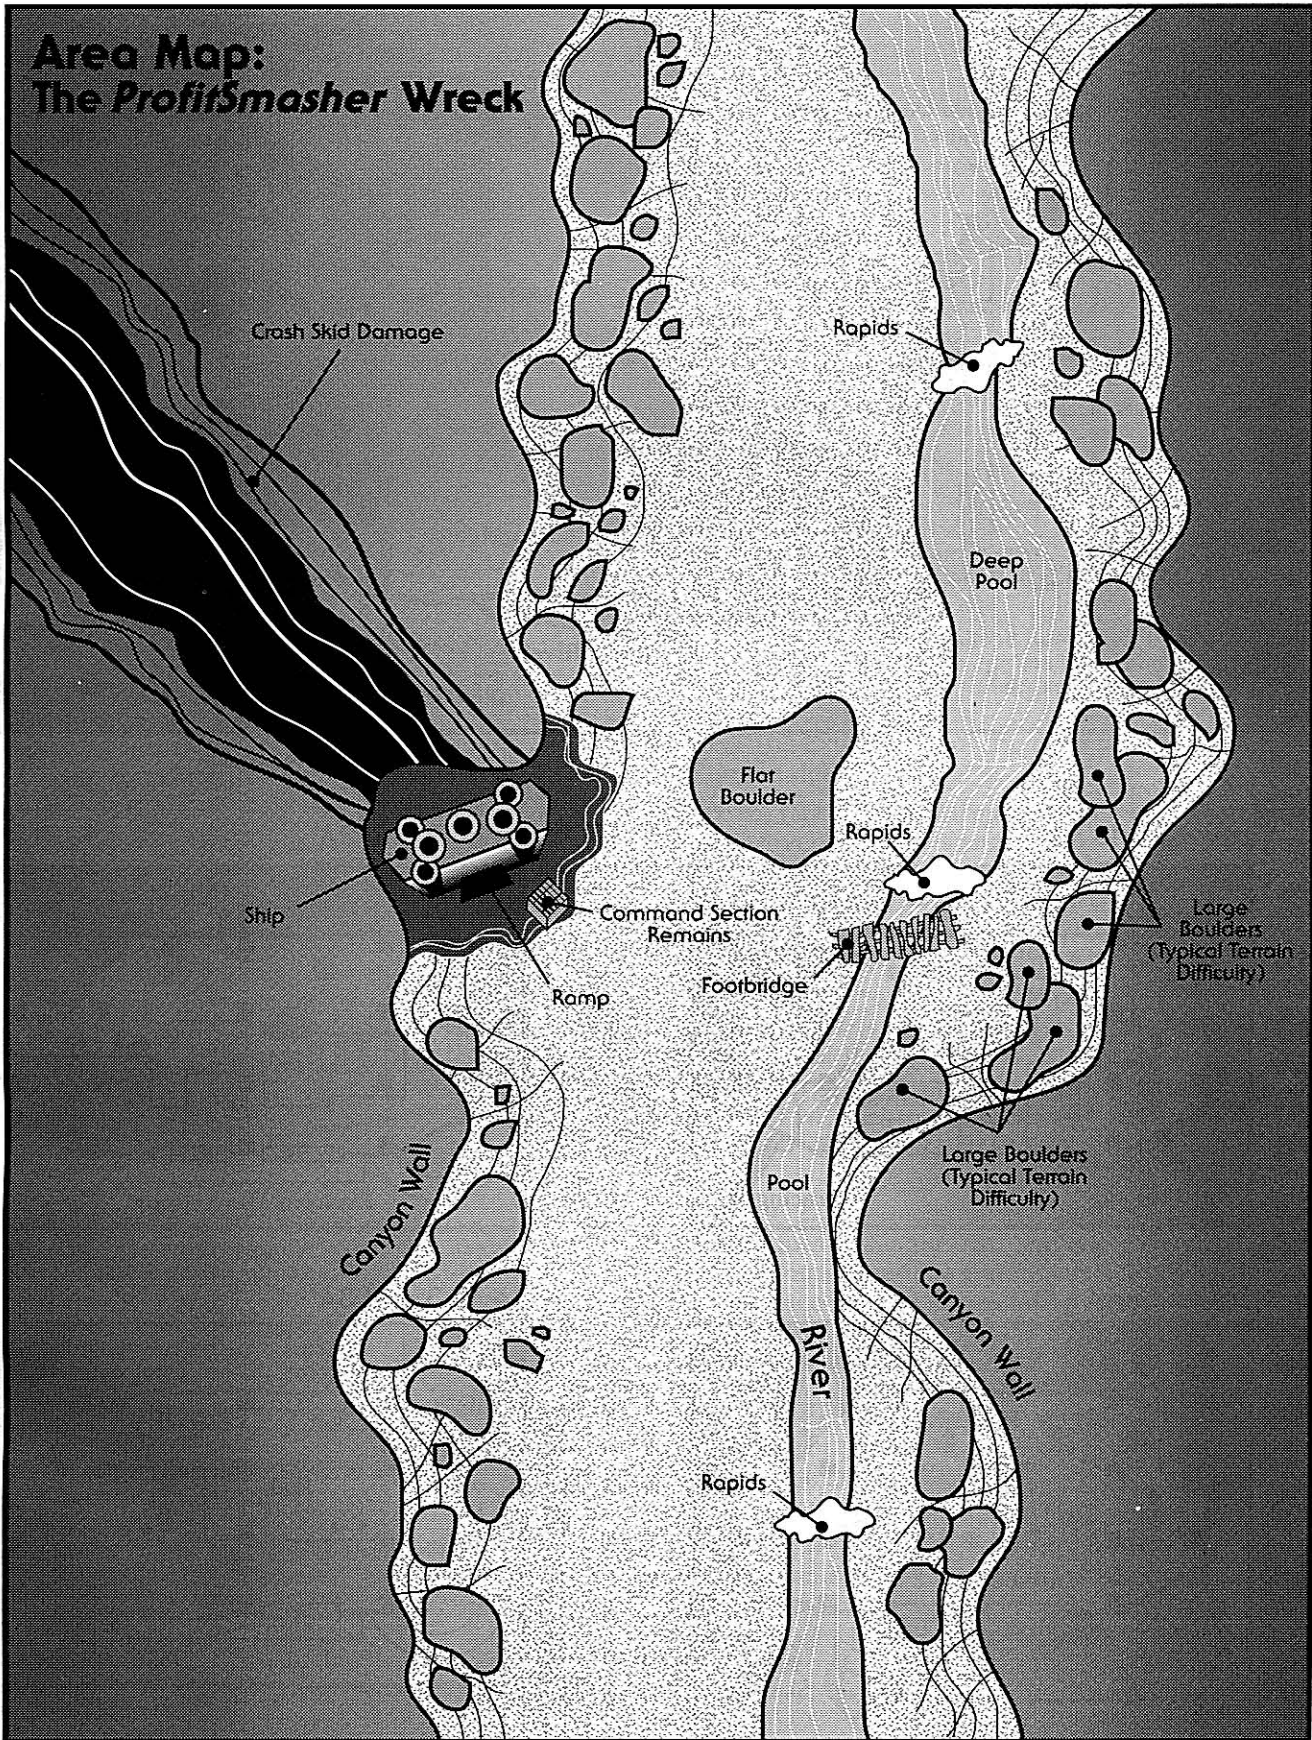 Area Map:
The ProfitSmasher Wreck
Crash Skid Damage
Rapids
Deep
Pool
Flat
Boulder
Rapids
Ship
Command Section
Remains
Large
Boulders
(Typical Terrain
Difficulty)
Footbridge
Ramp
Canyon Wall
Large Boulders
(Typical Terrain
Difficulty)
Pool
Canyon Wall
River
Rapids